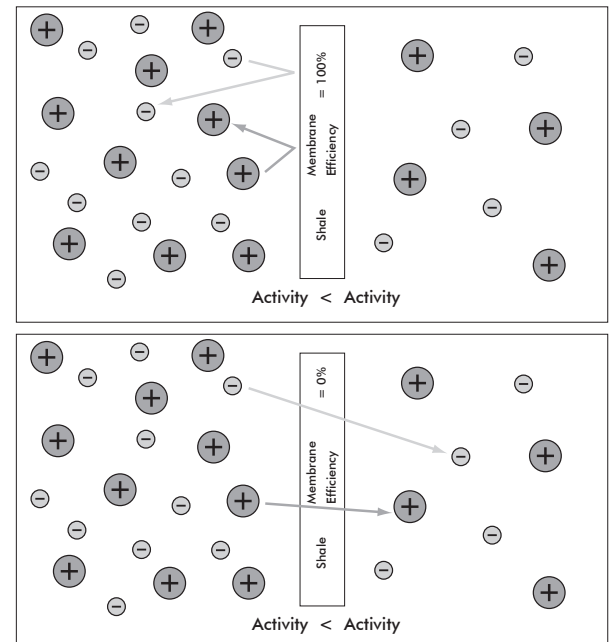 Shale
Membrane
Efficiency
= 100%
Activity < Activity
Shale
Membrane
Efficiency
= 0%
Activity < Activity